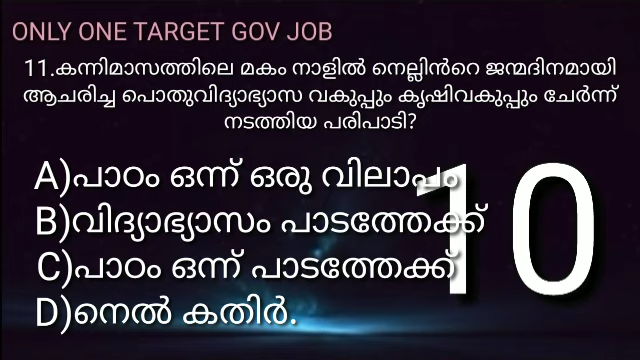 ONLY ONE TARGET GOV JOB
11.കന്നിമാസത്തിലെ മകം നാളിൽ നെല്ലിൻറെ ജന്മദിനമായി
ആചരിച്ച പൊതുവിദ്യാഭ്യാസ വകുപ്പും കൃഷിവകുപ്പും ചേർന്ന്
നടത്തിയ പരിപാടി?
A)പാഠം ഒന്ന് ഒരു വിലാപം
B)വിദ്യാഭ്യാസം പാടത്തേക്ക്
C)പാഠം ഒന്ന് പാടത്തേക്ക്
D)നെൽ കതിർ.
10